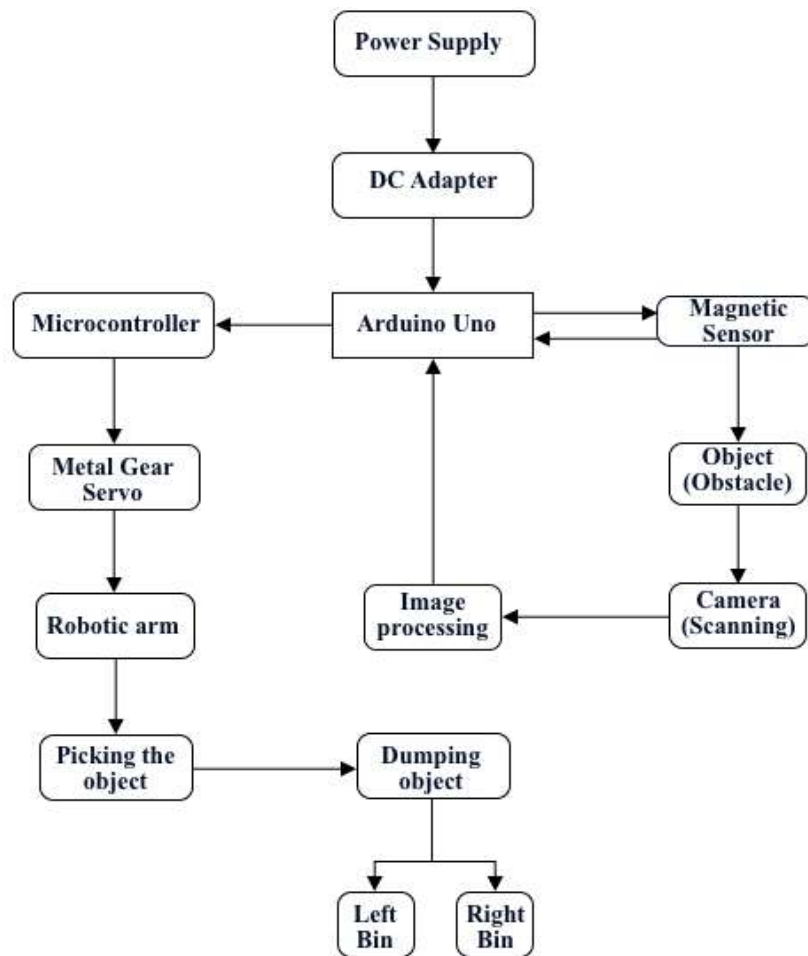 Power Supply
DC Adapter
Microcontroller
Arduino Uno
Magnetic
Sensor
Metal Gear
Servo
Object
(Obstacle)
Robotic arm
Image
processing
Camera
(Scanning)
Picking the
object
Dumping
object
Left
Bin
Right
Bin